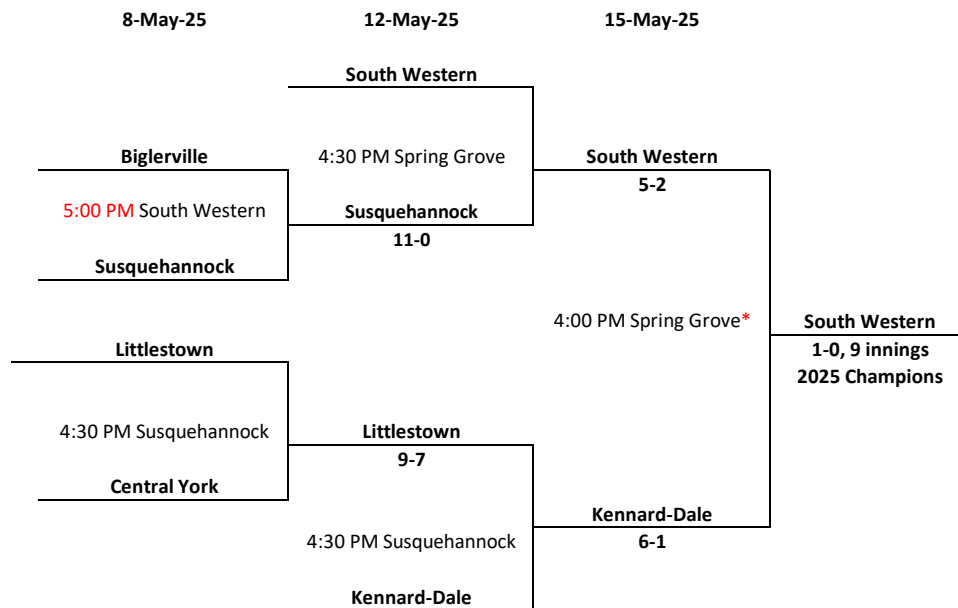 8-May-25 12-May-25 15-May-25
South Western
Biglerville 4:30 PM Spring Grove South Western
5-2
5:00 PM South Western Susquehannock
11-0
Susquehannock
4:00 PM Spring Grove* South Western
Littlestown 1-0, 9 innings
2025 Champions
4:30 PM Susquehannock Littlestown
9-7
Central York Kennard-Dale
4:30 PM Susquehannock 6-1
Kennard-Dale